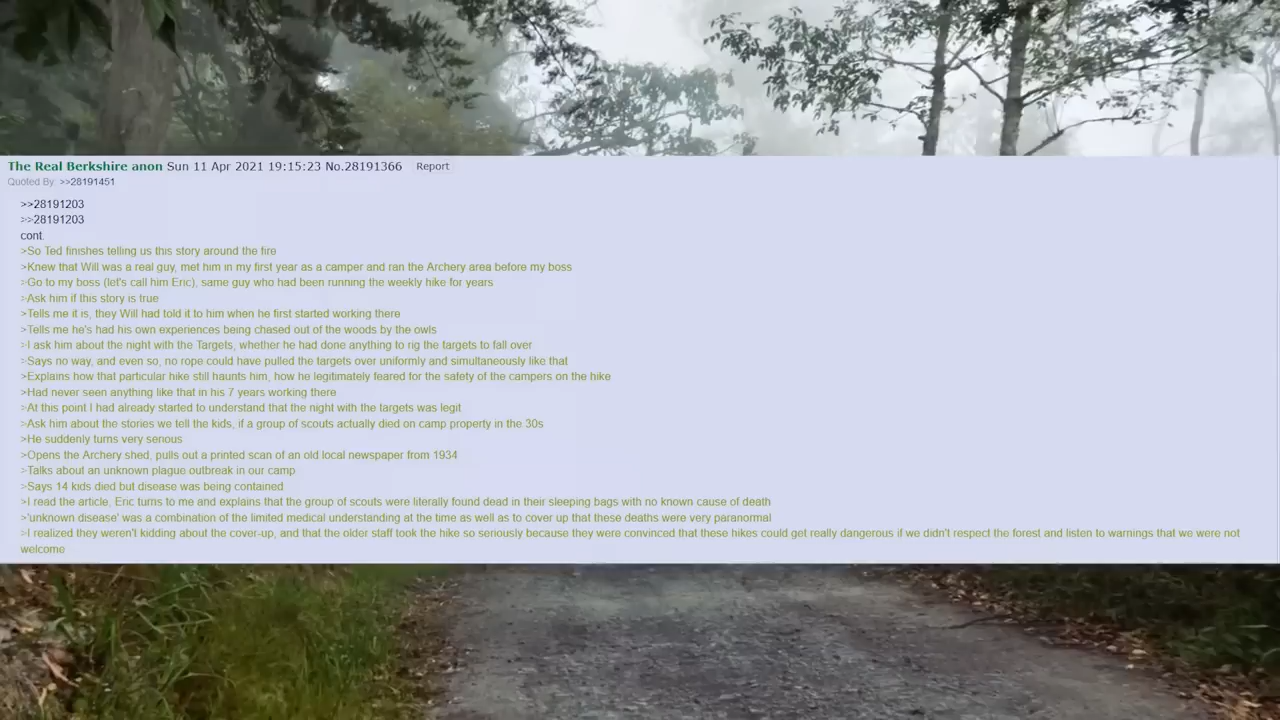 The Real Berkshire anon Sun 11 Apr 2021 19:15:23 No.28191366 Report
Quoted By: >>28191451
>>28191203
>>28191203
cont.
>So Ted finishes telling us this story around the fire
>Knew that Will was a real guy, met him in my first year as a camper and ran the Archery area before my boss
>Go to my boss (let's call him Eric), same guy who had been running the weekly hike for years
>Ask him if this story is true
>Tells me it is, they Will had told it to him when he first started working there
>Tells me he's had his own experiences being chased out of the woods by the owls
>I ask him about the night with the Targets, whether he had done anything to rig the targets to fall over
>Says no way, and even so, no rope could have pulled the targets over uniformly and simultaneously like that
>Explains how that particular hike still haunts him, how he legitimately feared for the safety of the campers on the hike
>Had never seen anything like that in his 7 years working there
>At this point I had already started to understand that the night with the targets was legit
>Ask him about the stories we tell the kids, if a group of scouts actually died on camp property in the 30s
>He suddenly turns very serious
>Opens the Archery shed, pulls out a printed scan of an old local newspaper from 1934
>Talks about an unknown plague outbreak in our camp
>Says 14 kids died but disease was being contained
>I read the article, Eric turns to me and explains that the group of scouts were literally found dead in their sleeping bags with no known cause of death
>'unknown disease' was a combination of the limited medical understanding at the time as well as to cover up that these deaths were very paranormal
>I realized they weren't kidding about the cover-up, and that the older staff took the hike so seriously because they were convinced that these hikes could get really dangerous if we didn't respect the forest and listen to warnings that we were not
welcome